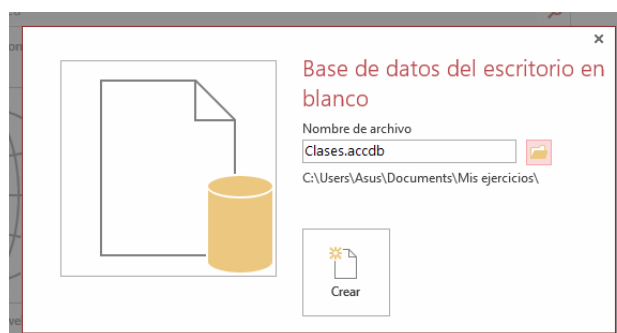 Base de datos del escritorio en
blanco
Nombre de archivo
Clases.accdb
C:\Users\Asus\Documents\Mis ejercicios\
Crear